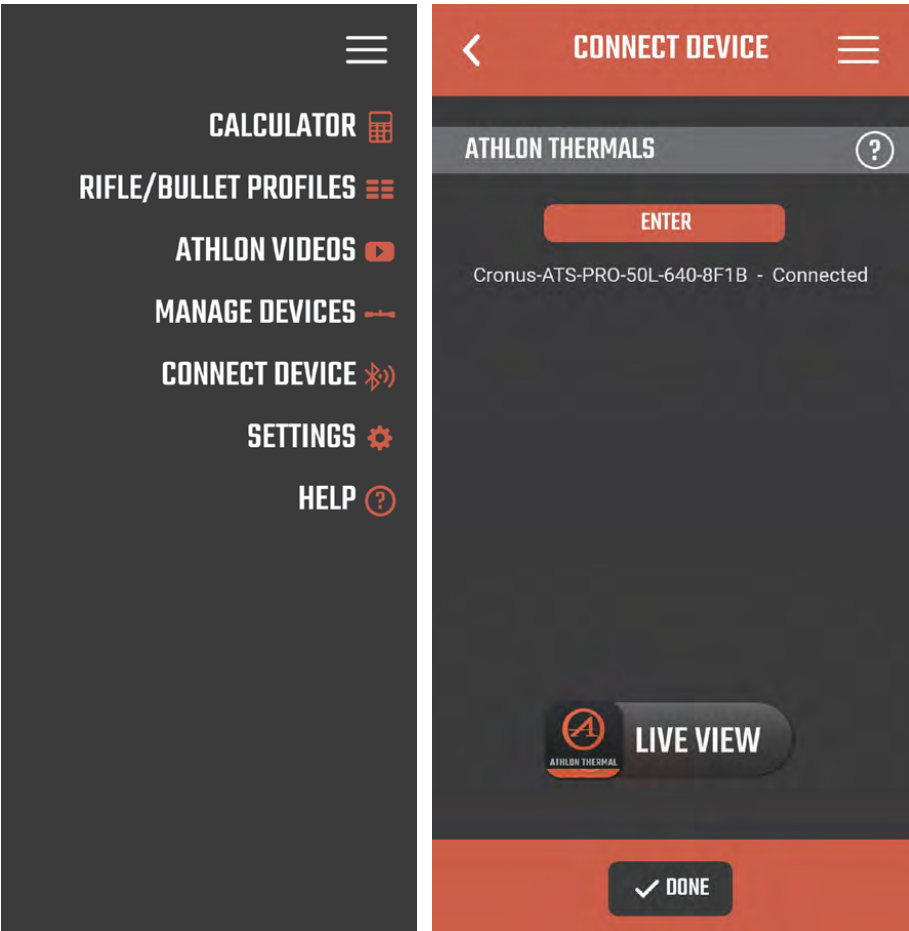 CALCULATOR
RIFLE/BULLET PROFILES
ATHLON VIDEOS
MANAGE DEVICES
CONNECT DEVICE
SETTINGS
HELP ?
CONNECT DEVICE
ATHLON THERMALS ?
ENTER
Cronus-ATS-PRO-50L-640-8F1B - Connected
A
ATHLON THERMAL
LIVE VIEW
DONE